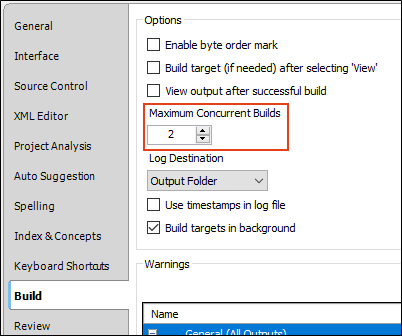 General
Interface
Source Control
XML Editor
Project Analysis
Auto Suggestion
Spelling
Index & Concepts
Keyboard Shortcuts
Build
Review
Options
Enable byte order mark
Build target (if needed) after selecting 'View'
View output after successful build
Maximum Concurrent Builds
2
Log Destination
Output Folder
Use timestamps in log file
Build targets in background
Warnings
Name
General (All Outputs)